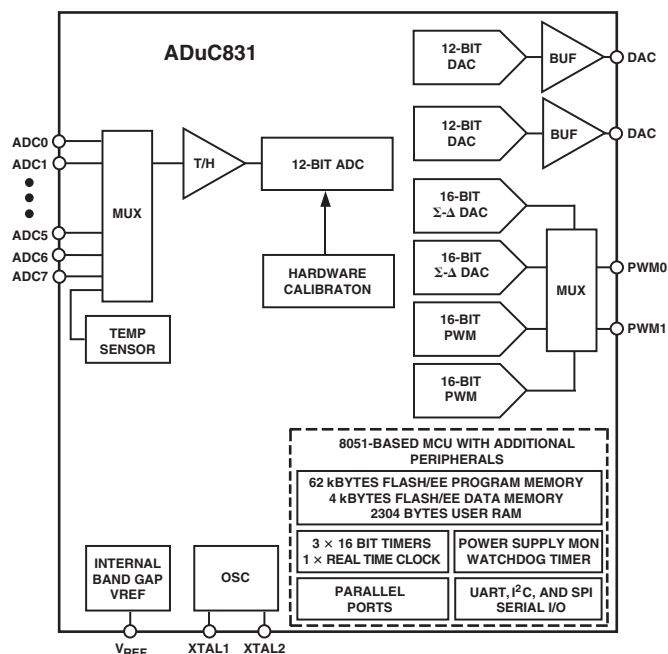 ADuC831
12-BIT
DAC
BUF
DAC
12-BIT
DAC
BUF
DAC
ADC0
ADC1
ADC5
ADC6
ADC7
MUX
T/H
12-BIT ADC
HARDWARE
CALIBRATON
TEMP
SENSOR
16-BIT
Σ-Δ DAC
16-BIT
Σ-Δ DAC
16-BIT
PWM
16-BIT
PWM
MUX
PWM0
PWM1
8051-BASED MCU WITH ADDITIONAL
PERIPHERALS
62 kBYTES FLASH/EE PROGRAM MEMORY
4 kBYTES FLASH/EE DATA MEMORY
2304 BYTES USER RAM
3 × 16 BIT TIMERS
1 × REAL TIME CLOCK
POWER SUPPLY MON
WATCHDOG TIMER
PARALLEL
PORTS
UART, I²C, AND SPI
SERIAL I/O
INTERNAL
BAND GAP
VREF
OSC
VREF
XTAL1
XTAL2